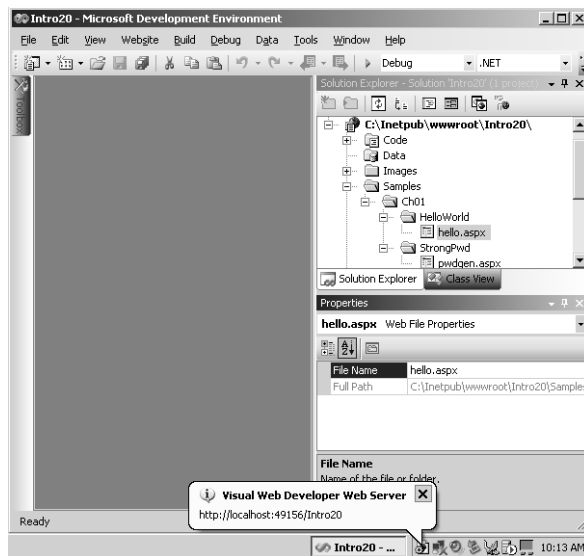 Intro20 - Microsoft Development Environment
File Edit View Website Build Debug Data Tools Window Help
Debug .NET
Toolbox
Solution Explorer - Solution 'Intro20' (1 project)
C:\Inetpub\wwwroot\Intro20\
Code
Data
Images
Samples
Ch01
HelloWorld
hello.aspx
StrongPwd
pwdgen.aspx
Solution Explorer Class View
Properties
hello.aspx Web File Properties
File Name hello.aspx
Full Path C:\Inetpub\wwwroot\Intro20\Samples
File Name
Name of the file or folder.
Visual Web Developer Web Server
http://localhost:49156/Intro20
Ready
Intro20 - ... 10:13 AM